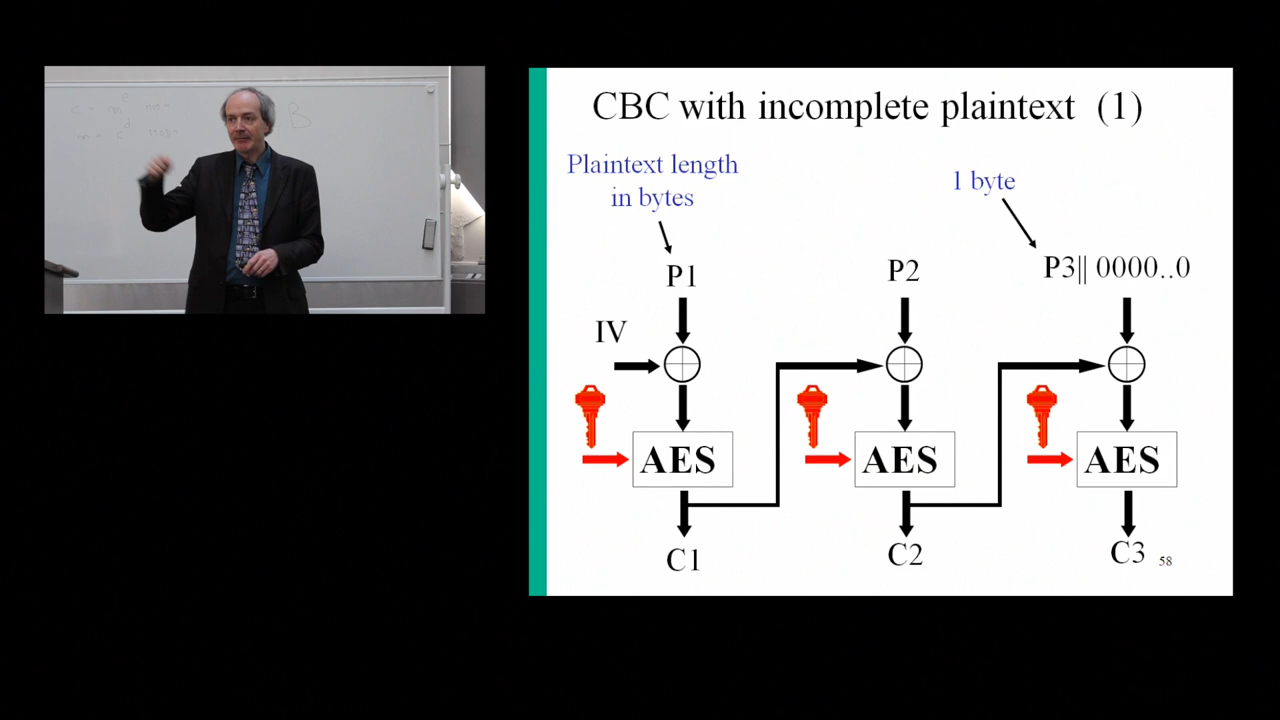 CBC with incomplete plaintext (1)
Plaintext length
in bytes
1 byte
P1
P2
P3|| 0000..0
IV
AES
AES
AES
C1
C2
C3
58